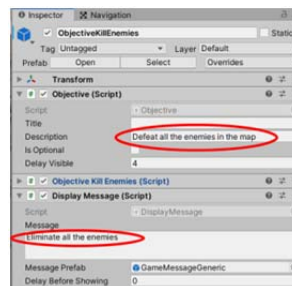 Inspector Navigation
ObjectiveKillEnemies Static
Tag Untagged Layer Default
Prefab Open Select Overrides
Transform
Objective (Script)
Script Objective
Title
Description Defeat all the enemies in the map
Is Optional
Delay Visible 4
Objective Kill Enemies (Script)
Display Message (Script)
Script DisplayMessage
Message
Eliminate all the enemies
Message Prefab GameMessageGeneric
Delay Before Showing 0